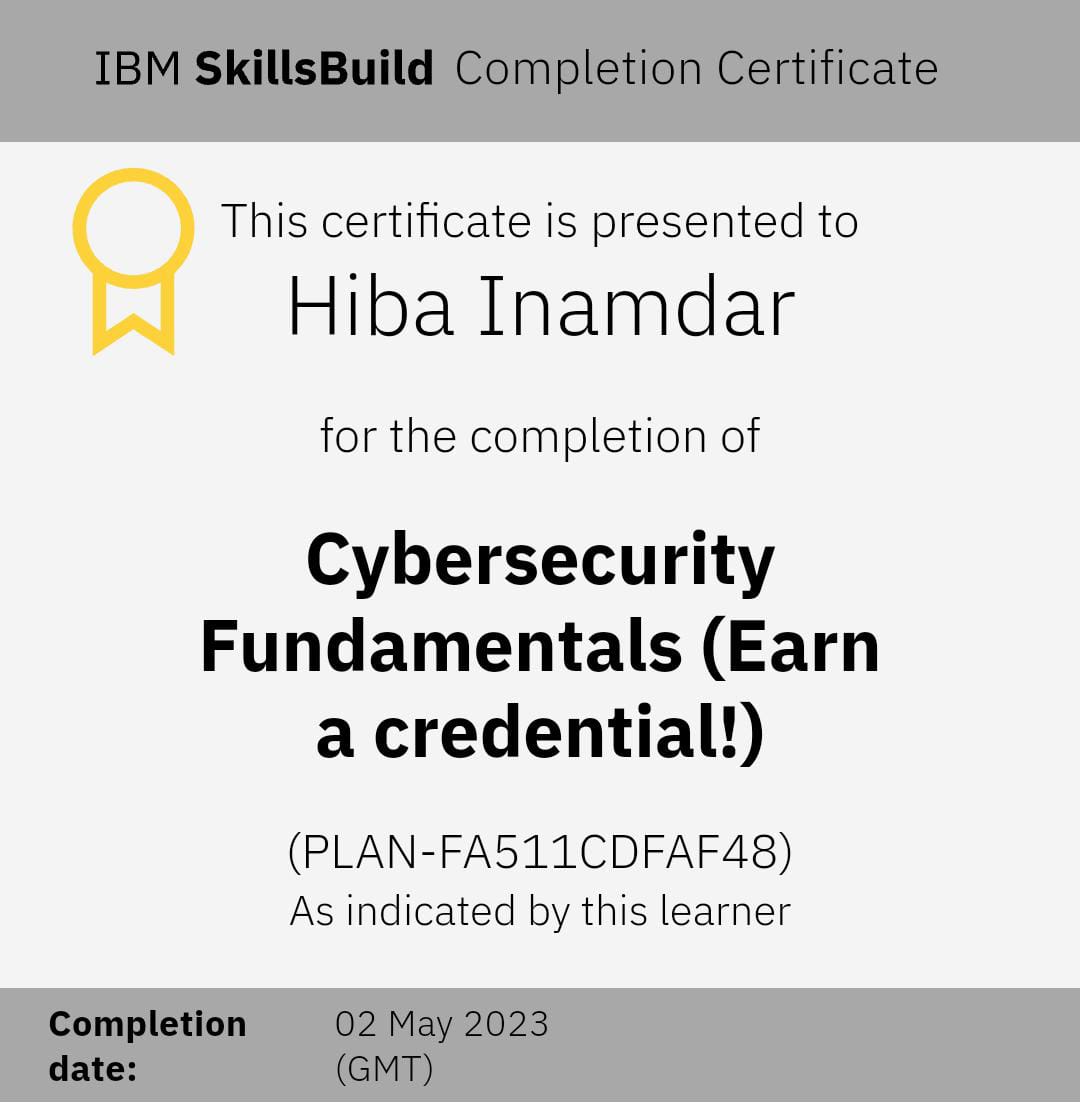 IBM SkillsBuild Completion Certificate
This certificate is presented to
Hiba Inamdar
for the completion of
Cybersecurity
Fundamentals (Earn
a credential!)
(PLAN-FA511CDFAF48)
As indicated by this learner
Completion 02 May 2023
date: (GMT)